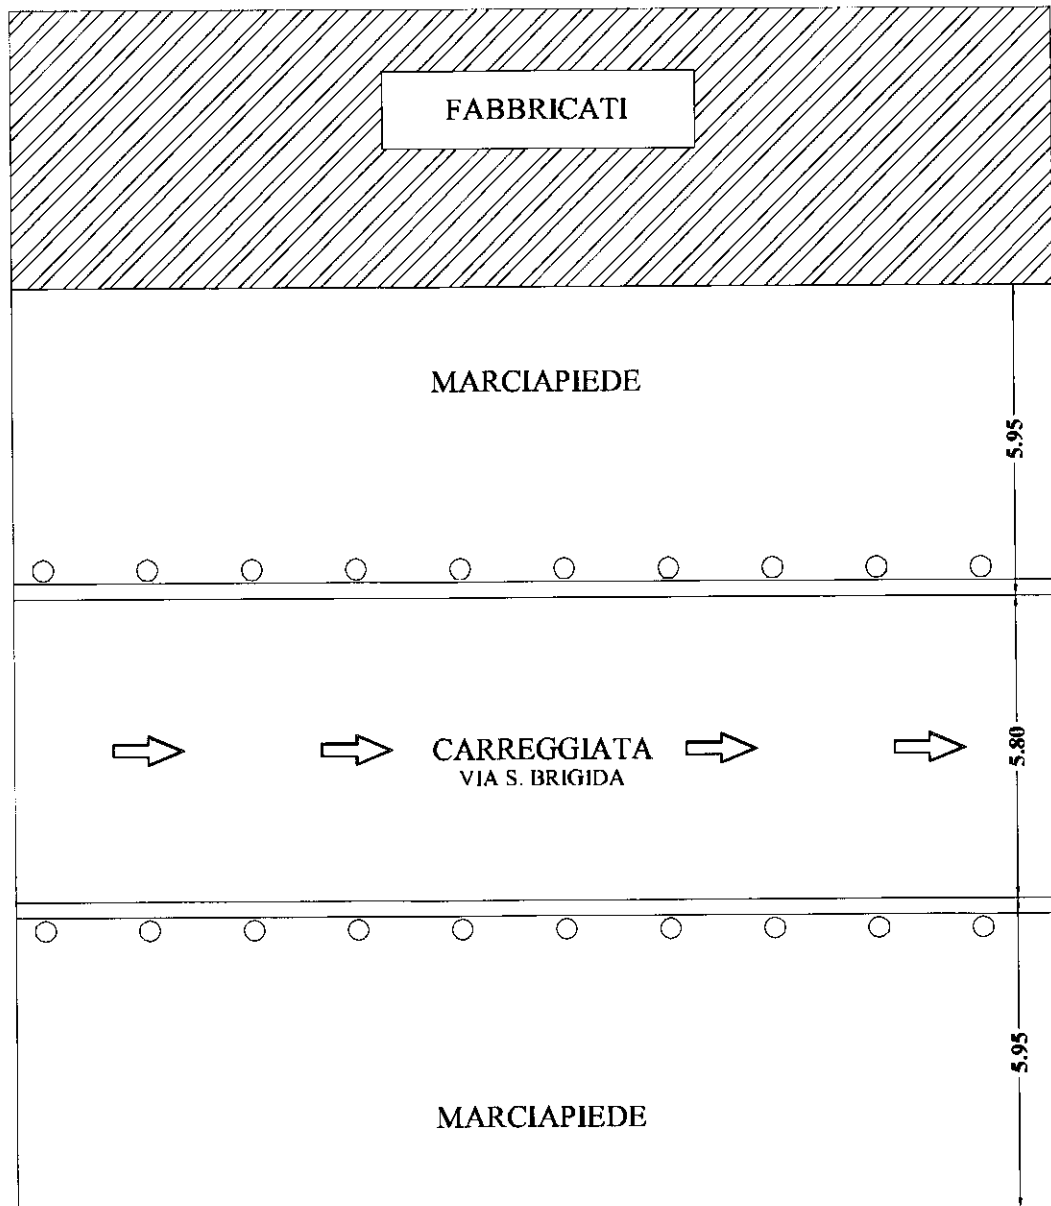 FABBRICATI
MARCIAPIEDE
5.95
CARREGGIATA
VIA S. BRIGIDA
5.80
5.95
MARCIAPIEDE